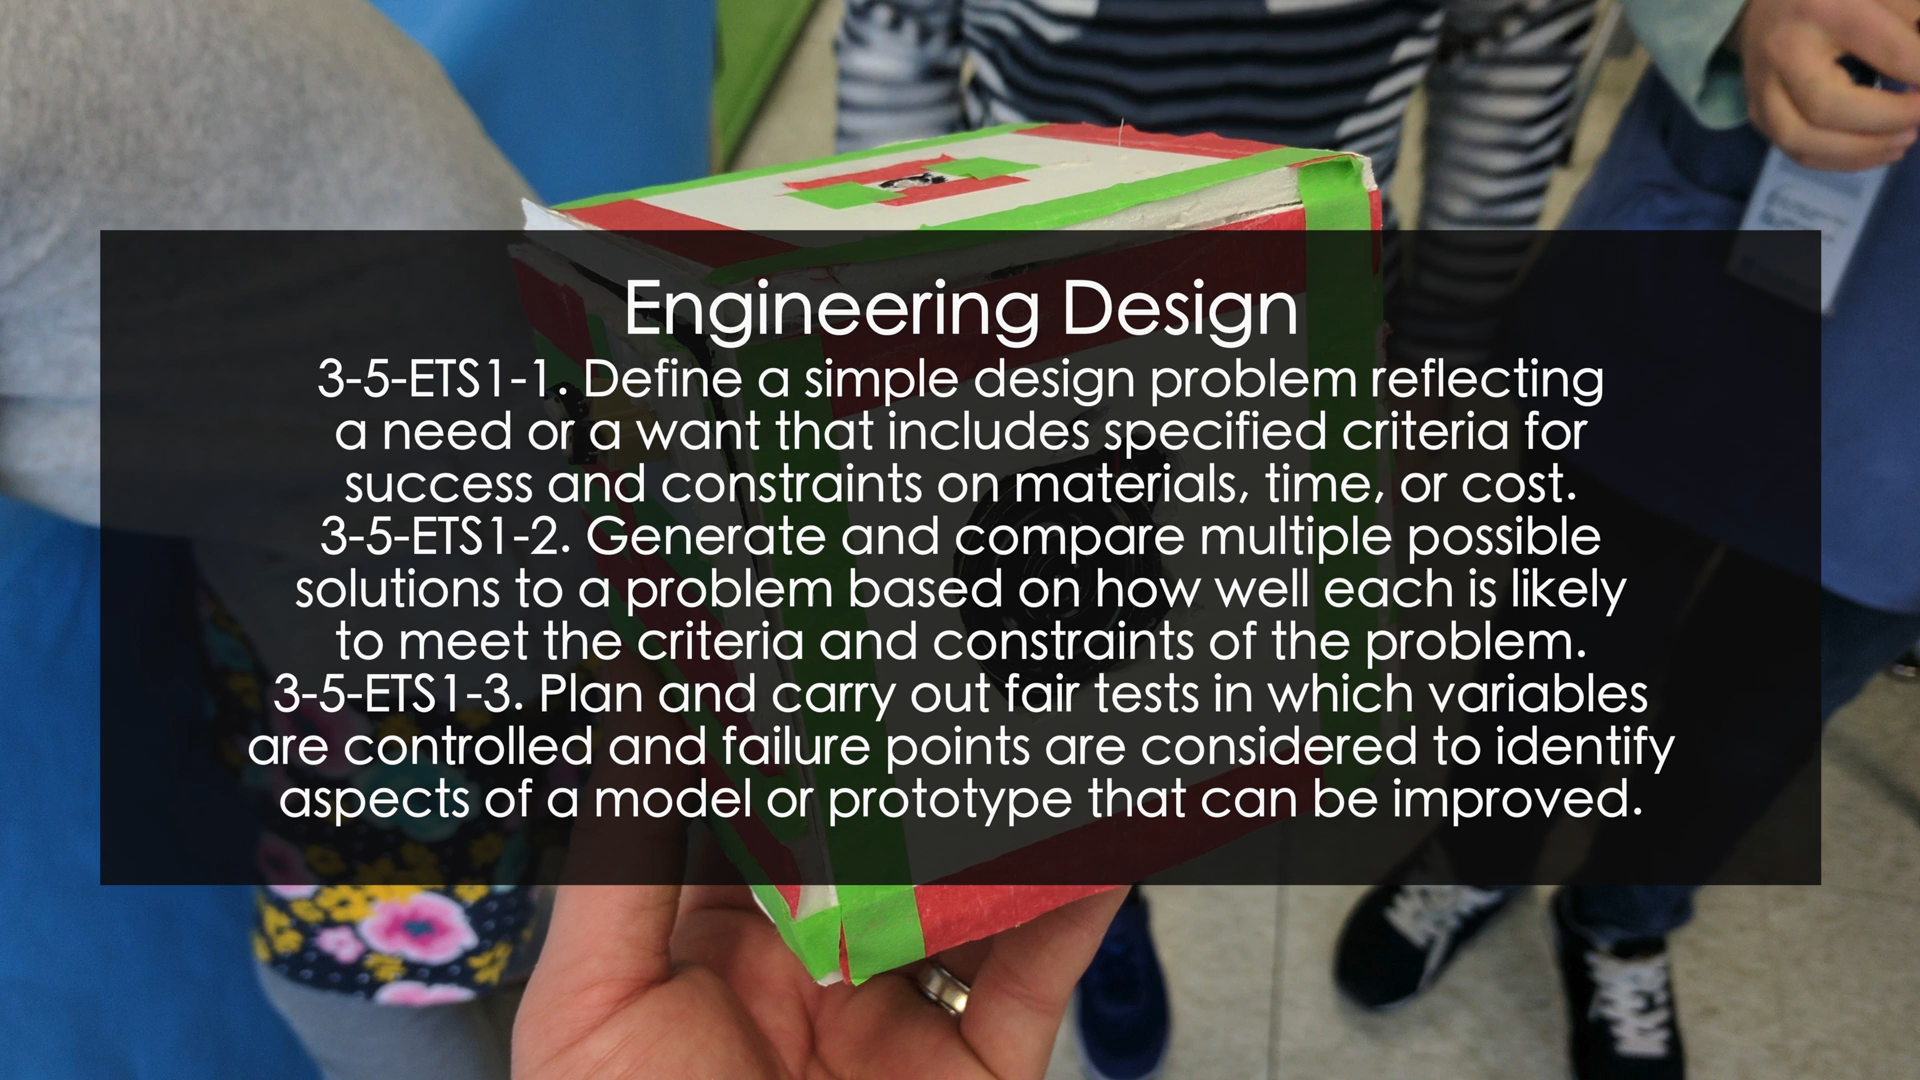 Engineering Design
3-5-ETS1-1. Define a simple design problem reflecting
a need or a want that includes specified criteria for
success and constraints on materials, time, or cost.
3-5-ETS1-2. Generate and compare multiple possible
solutions to a problem based on how well each is likely
to meet the criteria and constraints of the problem.
3-5-ETS1-3. Plan and carry out fair tests in which variables
are controlled and failure points are considered to identify
aspects of a model or prototype that can be improved.